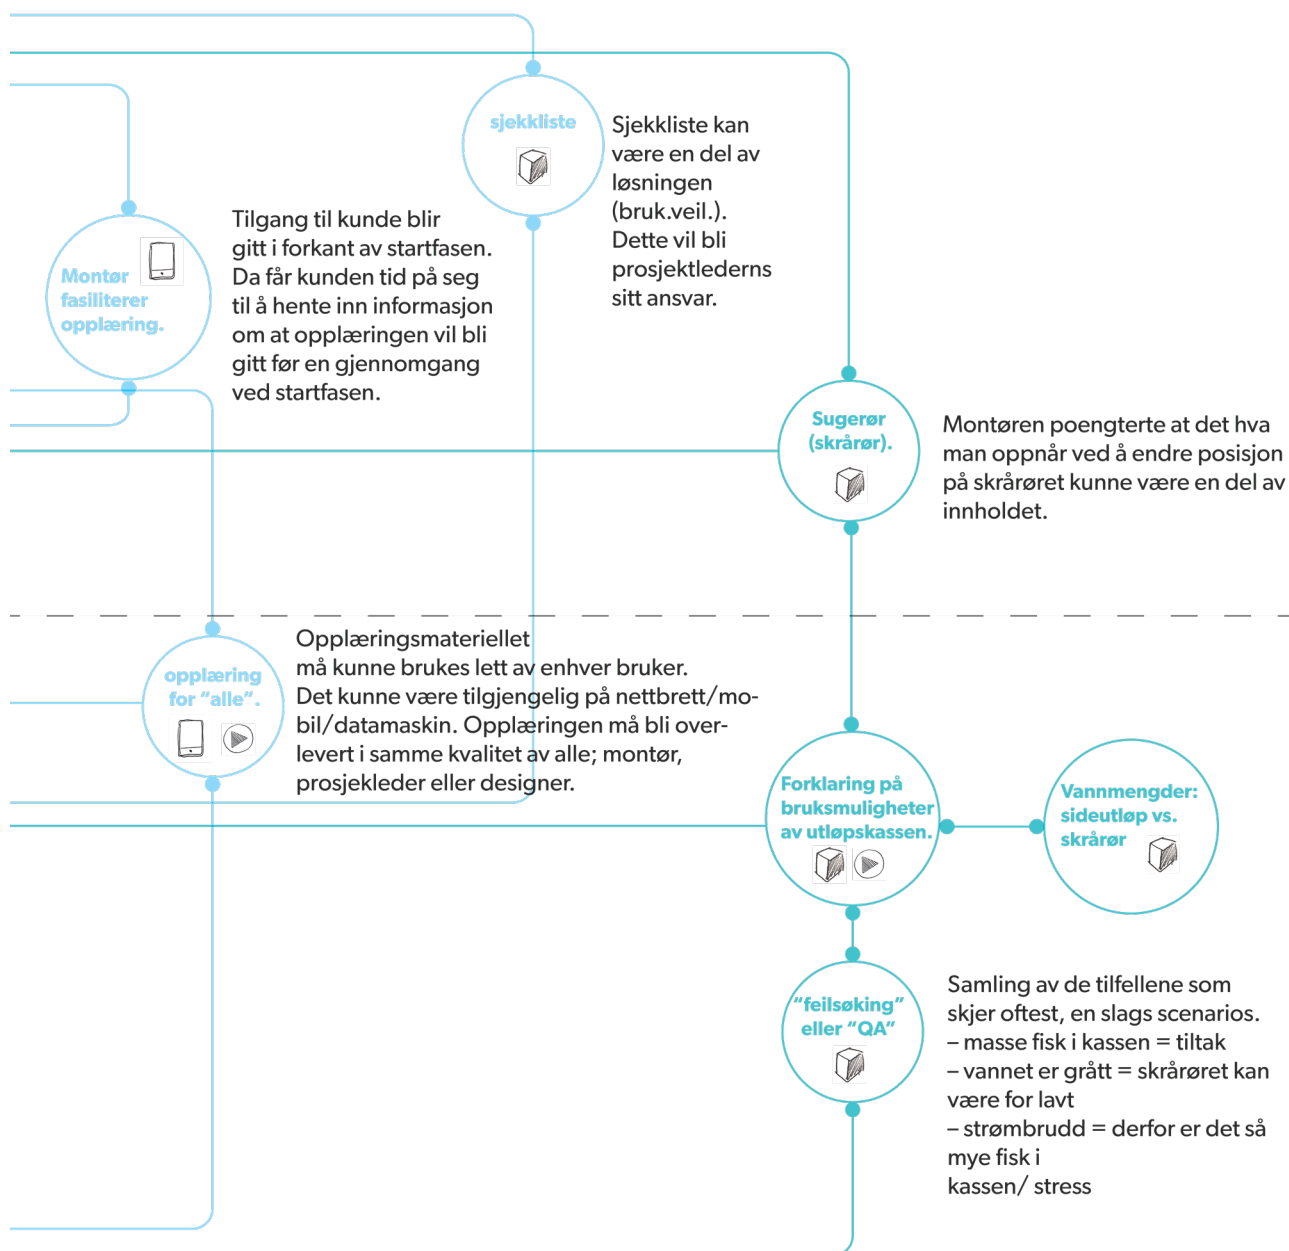 sjekkliste
Sjekkliste kan
være en del av
løsningen
(bruk.veil.).
Dette vil bli
prosjektlederns
sitt ansvar.
Montør
fasiliterer
opplæring.
Tilgang til kunde blir
gitt i forkant av startfasen.
Da får kunden tid på seg
til å hente inn informasjon
om at opplæringen vil bli
gitt før en gjennomgang
ved startfasen.
Sugerør
(skrårør).
Montøren poengterte at det hva
man oppnår ved å endre posisjon
på skrårøret kunne være en del av
innholdet.
opplæring
for “alle”.
Opplæringsmateriellet
må kunne brukes lett av enhver bruker.
Det kunne være tilgjengelig på nettbrett/mo-
bil/datamaskin. Opplæringen må bli over-
levert i samme kvalitet av alle; montør,
prosjekleder eller designer.
Forklaring på
bruksmuligheter
av utløpskassen.
Vannmengder:
sideutløp vs.
skrårør
“feilsøking”
eller “QA”
Samling av de tilfellene som
skjer oftest, en slags scenarios.
– masse fisk i kassen = tiltak
– vannet er grått = skrårøret kan
være for lavt
– strømbrudd = derfor er det så
mye fisk i
kassen/ stress